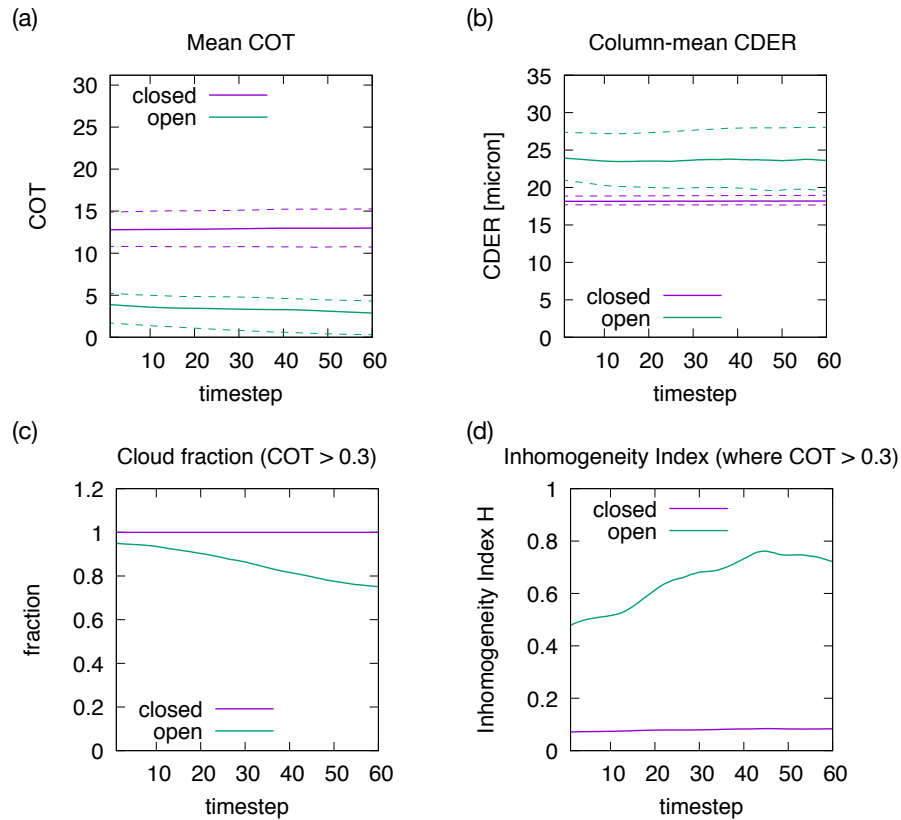 (a)
Mean COT
30
25
20
15
10
5
0
10 20 30 40 50 60
COT
timestep
closed
open
(b)
Column-mean CDER
35
30
25
20
15
10
5
0
10 20 30 40 50 60
CDER [micron]
timestep
closed
open
(c)
Cloud fraction (COT > 0.3)
1.2
1
0.8
0.6
0.4
0.2
0
10 20 30 40 50 60
fraction
timestep
closed
open
(d)
Inhomogeneity Index (where COT > 0.3)
1
0.8
0.6
0.4
0.2
0
10 20 30 40 50 60
Inhomogeneity Index H
timestep
closed
open